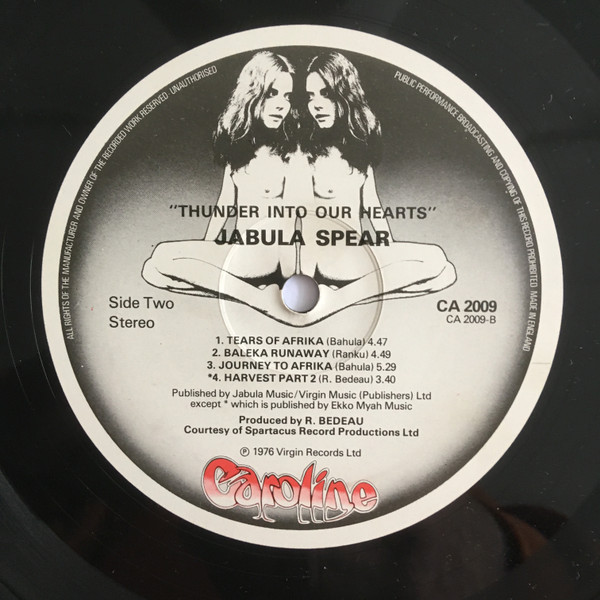 ALL RIGHTS OF THE MANUFACTURER AND OWNER OF THE RECORDED WORK RESERVED UNAUTHORISED
PUBLIC PERFORMANCE BROADCASTING AND COPYING OF THIS RECORD PROHIBITED MADE IN ENGLAND
"THUNDER INTO OUR HEARTS"
JABULA SPEAR
Side Two
Stereo
CA 2009
CA 2009-B
1. TEARS OF AFRIKA (Bahula) 4.47
2. BALEKA RUNAWAY (Ranku) 4.49
3. JOURNEY TO AFRIKA (Bahula) 5.29
*4. HARVEST PART 2 (R. Bedeau) 3.40
Published by Jabula Music/Virgin Music (Publishers) Ltd
except * which is published by Ekko Myah Music
Produced by R. BEDEAU
Courtesy of Spartacus Record Productions Ltd
℗ 1976 Virgin Records Ltd
Caroline